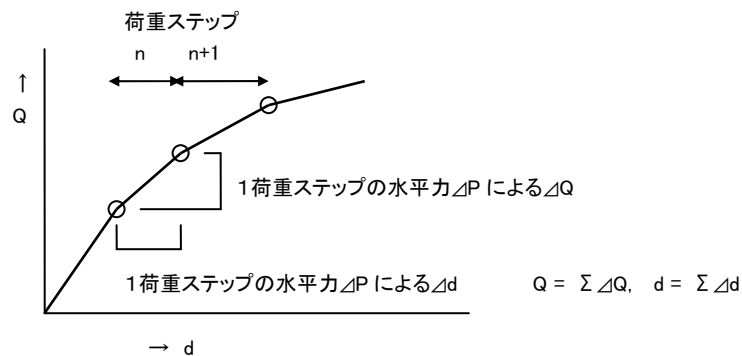 荷重ステップ
n n+1
↑
Q
1荷重ステップの水平力⊿P による⊿Q
1荷重ステップの水平力⊿P による⊿d
Q = Σ⊿Q, d = Σ⊿d
→ d